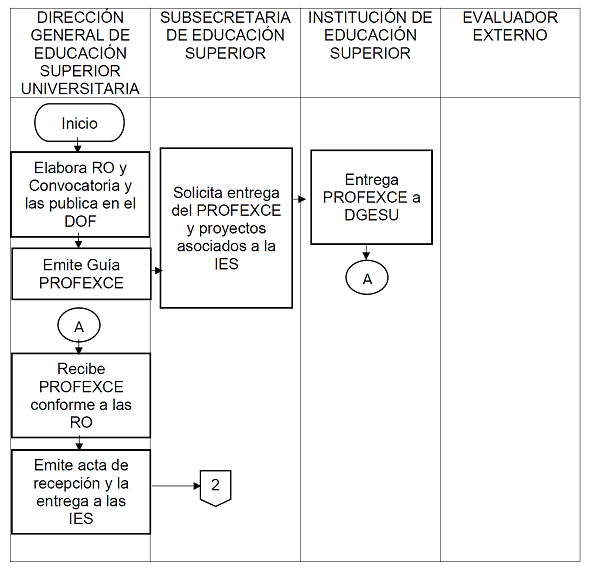 DIRECCIÓN
GENERAL DE
EDUCACIÓN
SUPERIOR
UNIVERSITARIA
SUBSECRETARIA
DE EDUCACIÓN
SUPERIOR
INSTITUCIÓN DE
EDUCACIÓN
SUPERIOR
EVALUADOR
EXTERNO
Inicio
Elabora RO y
Convocatoria y
las publica en el
DOF
Emite Guía
PROFEXCE
Solicita entrega
del PROFEXCE
y proyectos
asociados a la
IES
Entrega
PROFEXCE a
DGESU
A
A
Recibe
PROFEXCE
conforme a las
RO
Emite acta de
recepción y la
entrega a las
IES
2